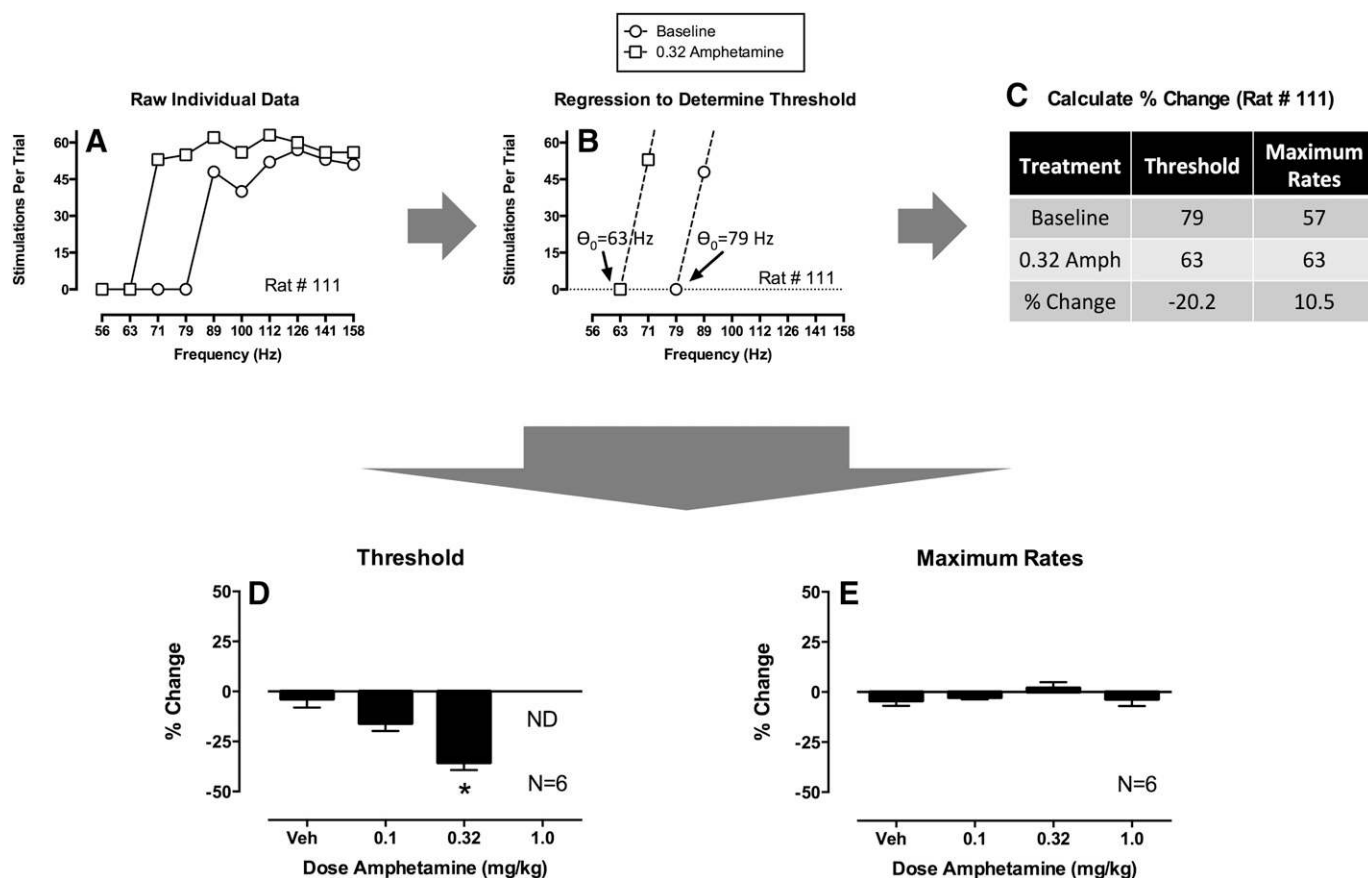 Baseline
0.32 Amphetamine
Raw Individual Data
A
Stimulations Per Trial
60
45
30
15
0
Rat # 111
56 63 71 79 89 100 112 126 141 158
Frequency (Hz)
Regression to Determine Threshold
B
Stimulations Per Trial
60
45
30
15
0
Θ₀=63 Hz
Θ₀=79 Hz
Rat # 111
56 63 71 79 89 100 112 126 141 158
Frequency (Hz)
C Calculate % Change (Rat # 111)
Treatment Threshold Maximum
Rates
Baseline 79 57
0.32 Amph 63 63
% Change -20.2 10.5
Threshold
D
% Change
50
25
0
-25
-50
ND
*
N=6
Veh 0.1 0.32 1.0
Dose Amphetamine (mg/kg)
Maximum Rates
E
% Change
50
25
0
-25
-50
N=6
Veh 0.1 0.32 1.0
Dose Amphetamine (mg/kg)